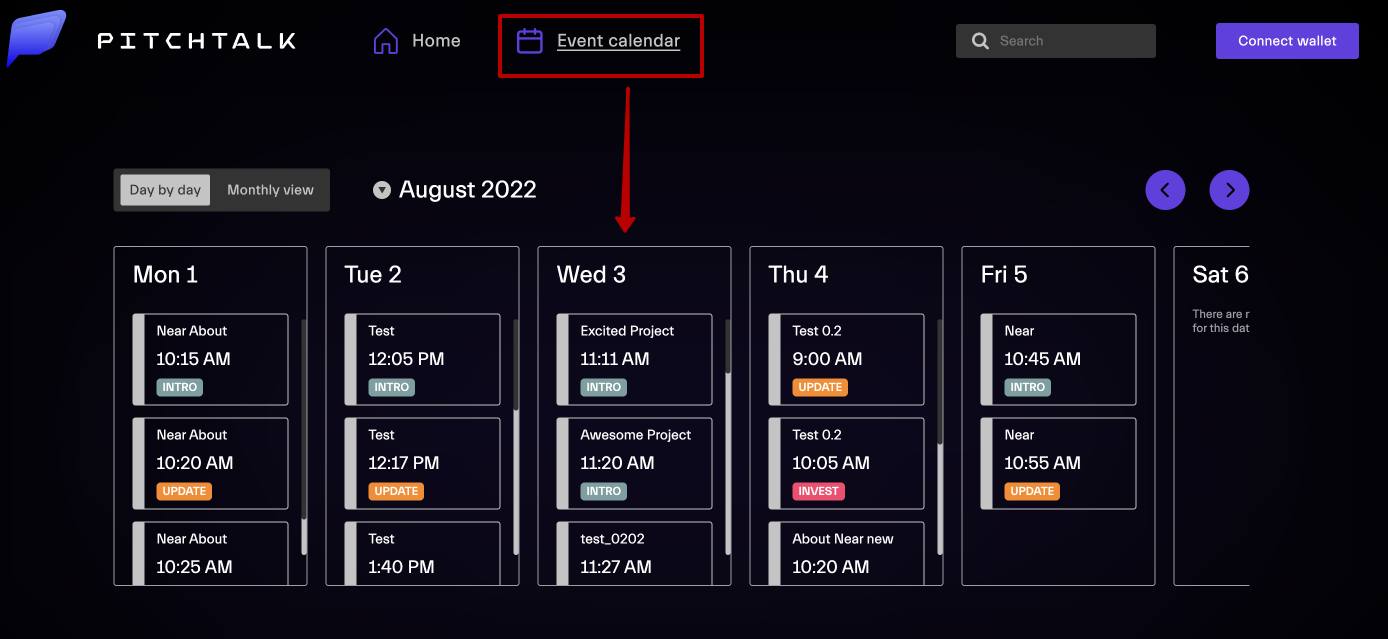 PITCHTALK
Home
Event calendar
Search
Connect wallet
Day by day
Monthly view
August 2022
Mon 1
Near About
10:15 AM
INTRO
Near About
10:20 AM
UPDATE
Near About
10:25 AM
Tue 2
Test
12:05 PM
INTRO
Test
12:17 PM
UPDATE
Test
1:40 PM
Wed 3
Excited Project
11:11 AM
INTRO
Awesome Project
11:20 AM
INTRO
test_0202
11:27 AM
Thu 4
Test 0.2
9:00 AM
UPDATE
Test 0.2
10:05 AM
INVEST
About Near new
10:20 AM
Fri 5
Near
10:45 AM
INTRO
Near
10:55 AM
UPDATE
Sat 6
There are
for this dat